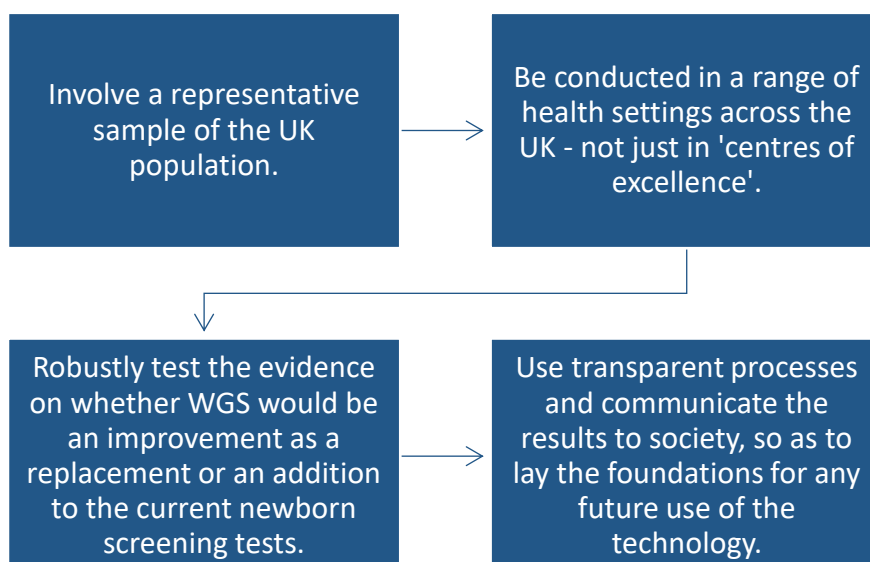 Involve a representative
sample of the UK
population.
Be conducted in a range of
health settings across the
UK - not just in 'centres of
excellence'.
Robustly test the evidence
on whether WGS would be
an improvement as a
replacement or an addition
to the current newborn
screening tests.
Use transparent processes
and communicate the
results to society, so as to
lay the foundations for any
future use of the
technology.